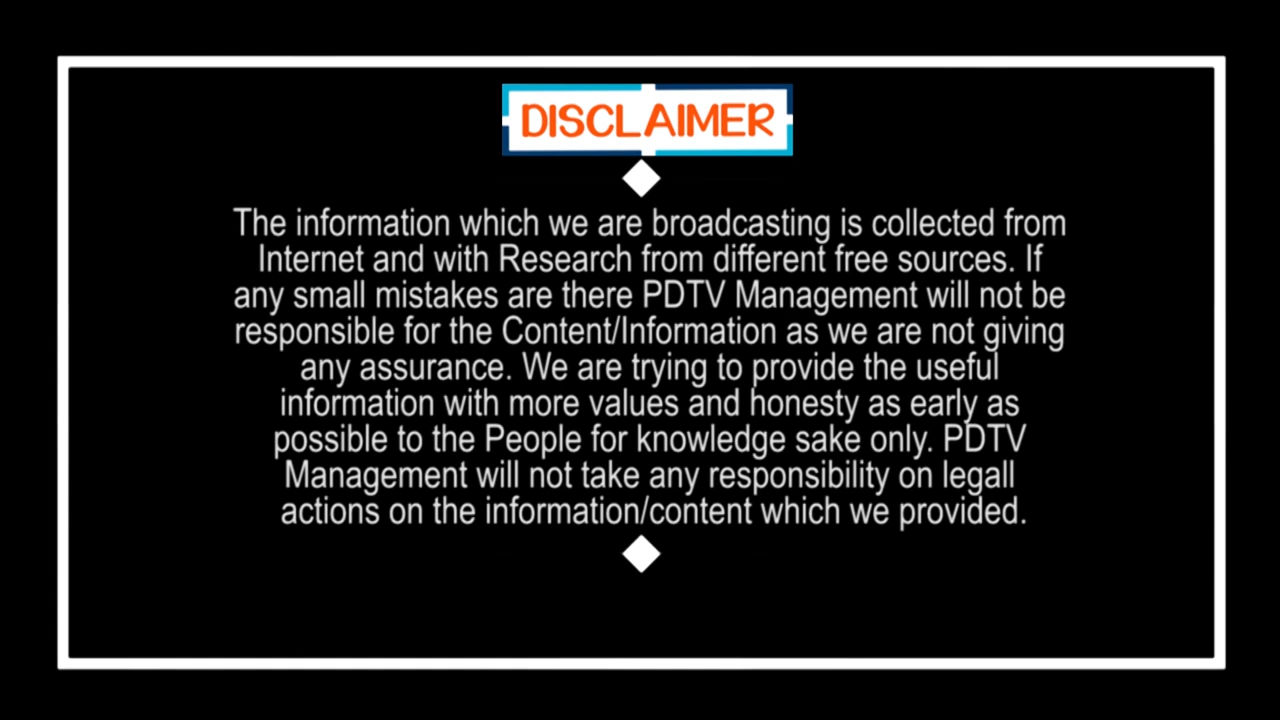 DISCLAIMER
The information which we are broadcasting is collected from
Internet and with Research from different free sources. If
any small mistakes are there PDTV Management will not be
responsible for the Content/Information as we are not giving
any assurance. We are trying to provide the useful
information with more values and honesty as early as
possible to the People for knowledge sake only. PDTV
Management will not take any responsibility on legall
actions on the information/content which we provided.